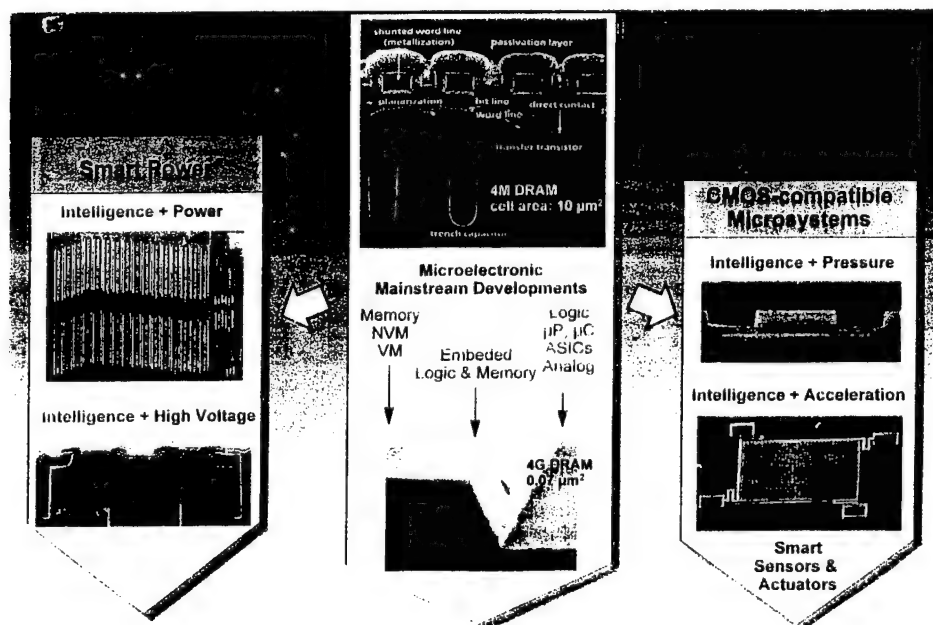 shunted word line
(metallization)
passivation layer
planarization
bit line
word line
direct contact
transfer transistor
4M DRAM
cell area: 10 µm²
trench capacitor
Smart Power
Intelligence + Power
Intelligence + High Voltage
Microelectronic
Mainstream Developments
Memory
NVM
VM
Embeded
Logic & Memory
Logic
µP, µC
ASICs
Analog
4G DRAM
0.07 µm²
CMOS-compatible
Microsystems
Intelligence + Pressure
Intelligence + Acceleration
Smart
Sensors &
Actuators